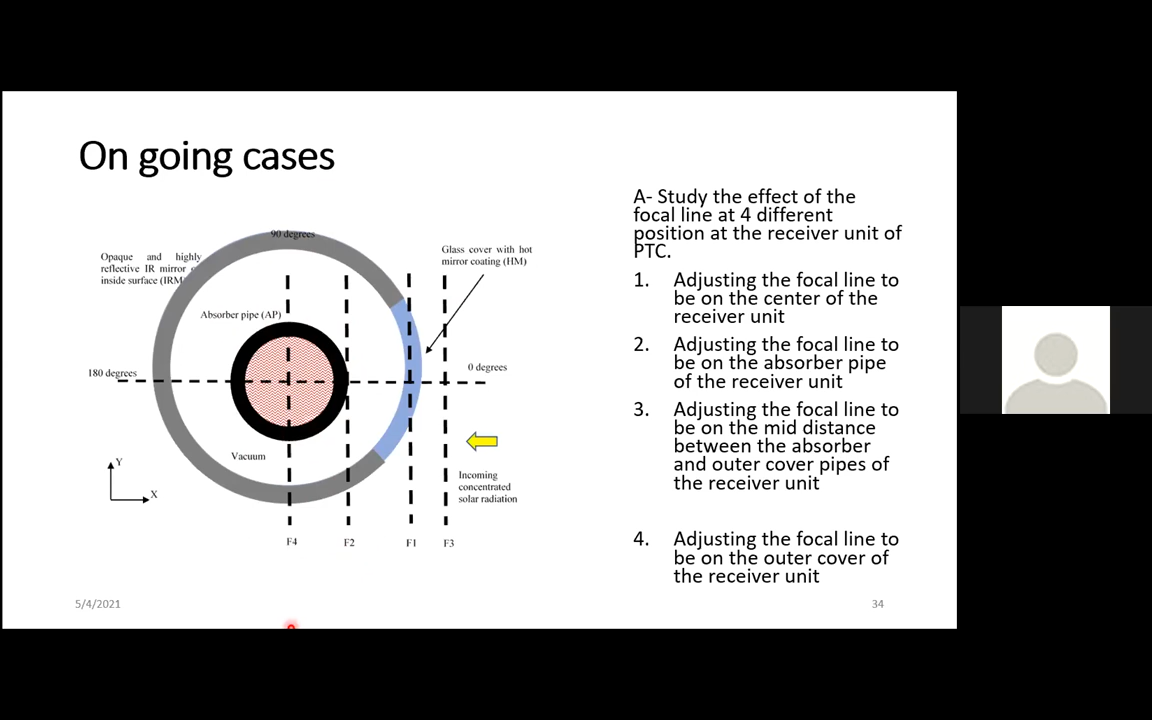 On going cases
90 degrees
Opaque and highly
reflective IR mirror
inside surface (IRM
Glass cover with hot
mirror coating (HM)
Absorber pipe (AP)
180 degrees
0 degrees
Vacuum
Y
X
Incoming
concentrated
solar radiation
F4
F2
F1
F3
A- Study the effect of the
focal line at 4 different
position at the receiver unit of
PTC.
1. Adjusting the focal line to
be on the center of the
receiver unit
2. Adjusting the focal line to
be on the absorber pipe
of the receiver unit
3. Adjusting the focal line to
be on the mid distance
between the absorber
and outer cover pipes of
the receiver unit
4. Adjusting the focal line to
be on the outer cover of
the receiver unit
5/4/2021
34